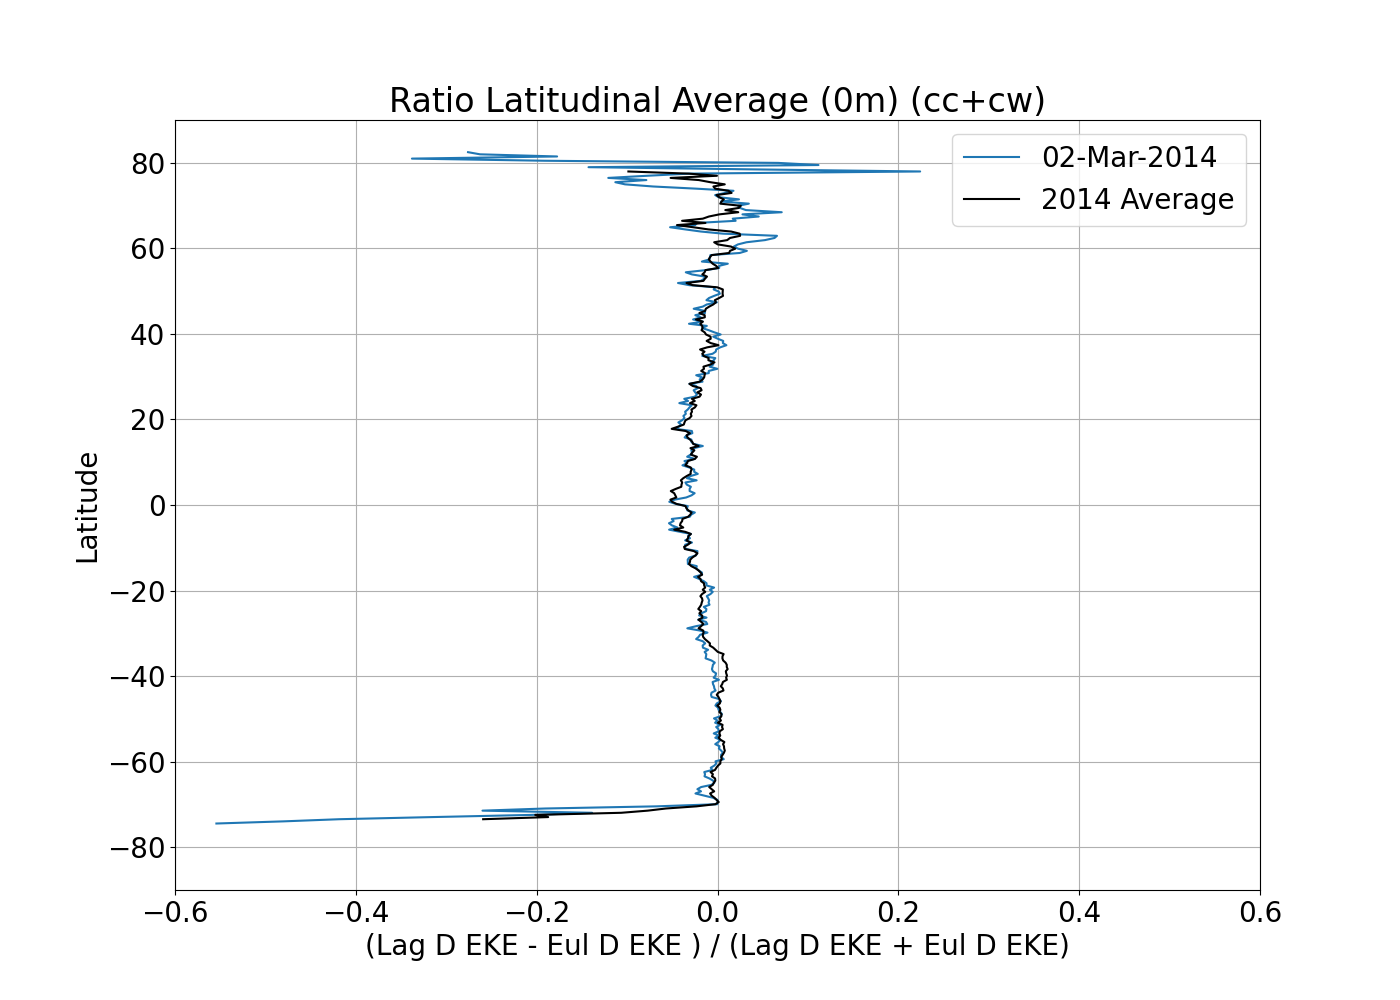 Ratio Latitudinal Average (0m) (cc+cw)
02-Mar-2014
2014 Average
80
60
40
20
0
−20
−40
−60
−80
Latitude
−0.6 −0.4 −0.2 0.0 0.2 0.4 0.6
(Lag D EKE - Eul D EKE ) / (Lag D EKE + Eul D EKE)